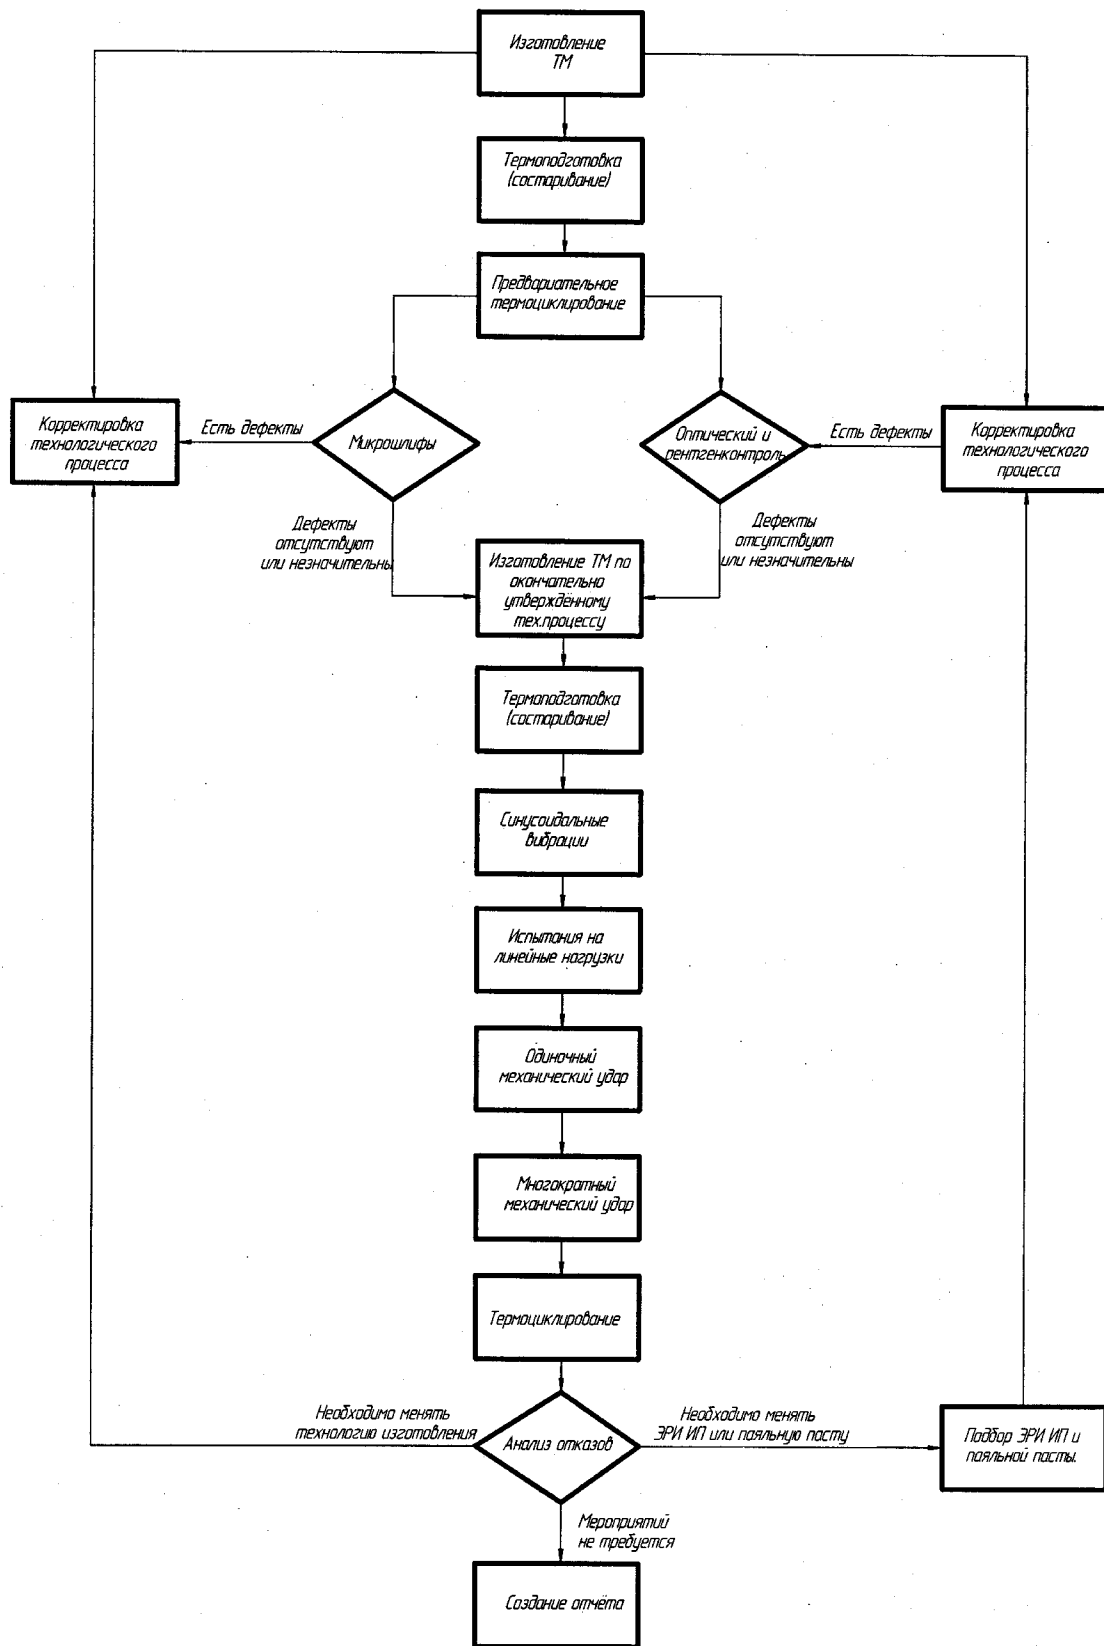 Изготовление
ТМ
Термоподготовка
(состаривание)
Предвариательное
термоциклирование
Корректировка
технологического
процесса
Есть дефекты
Микрошлифы
Оптический и
рентгенконтроль
Есть дефекты
Корректировка
технологического
процесса
Дефекты
отсутствуют
или незначительны
Дефекты
отсутствуют
или незначительны
Изготовление ТМ по
окончательно
утверждённому
тех.процессу
Термоподготовка
(состаривание)
Синусоидальные
вибрации
Испытания на
линейные нагрузки
Одиночный
механический удар
Многократный
механический удар
Термоциклирование
Необходимо менять
технологию изготовления
Анализ отказов
Необходимо менять
ЭРИ ИП или паяльную пасту
Подбор ЭРИ ИП и
паяльной пасты.
Мероприятий
не требуется
Создание отчёта